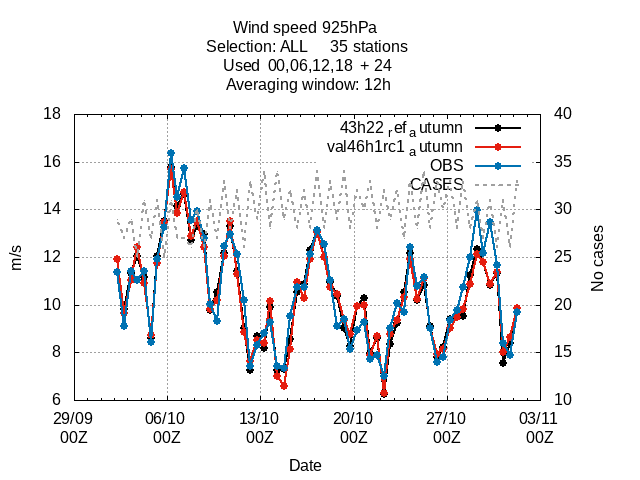 Wind speed 925hPa
Selection: ALL 35 stations
Used 00,06,12,18 + 24
Averaging window: 12h
43h22 ref autumn
val46h1rc1 autumn
OBS
CASES
m/s
18
16
14
12
10
8
6
40
35
30
25
20
15
10
No cases
29/09 06/10 13/10 20/10 27/10 03/11
00Z 00Z 00Z 00Z 00Z 00Z
Date